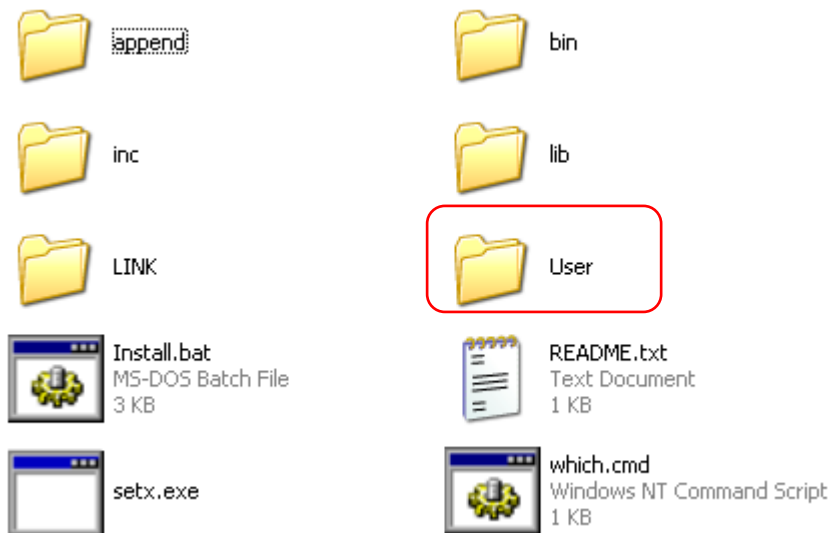 append
bin
inc
lib
LINK
User
Install.bat
MS-DOS Batch File
3 KB
README.txt
Text Document
1 KB
setx.exe
which.cmd
Windows NT Command Script
1 KB